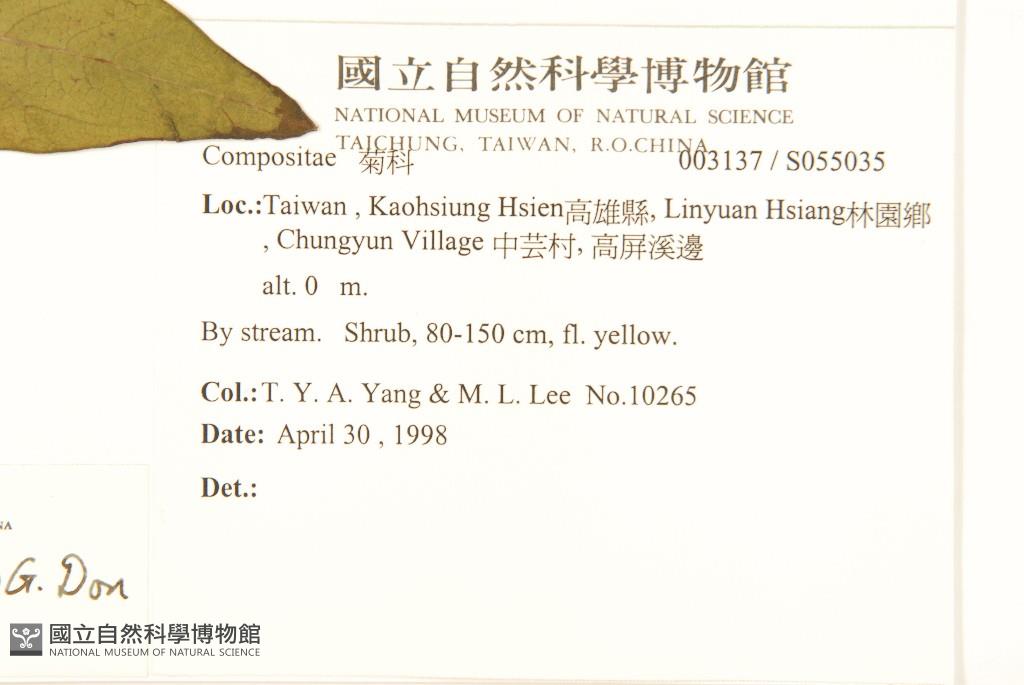 國立自然科學博物館
NATIONAL MUSEUM OF NATURAL SCIENCE
TAICHUNG, TAIWAN, R.O.CHINA
Compositae 菊科 003137 / S055035
Loc.:Taiwan , Kaohsiung Hsien高雄縣, Linyuan Hsiang林園鄉
, Chungyun Village 中芸村, 高屏溪邊
alt. 0 m.
By stream. Shrub, 80-150 cm, fl. yellow.
Col.: T. Y. A. Yang & M. L. Lee No.10265
Date: April 30 , 1998
Det.:
NA
G. Don
國立自然科學博物館
NATIONAL MUSEUM OF NATURAL SCIENCE